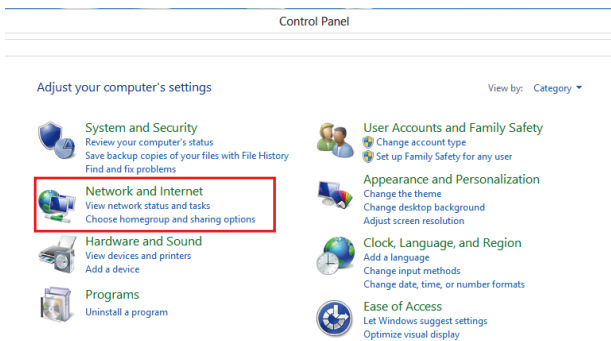 Control Panel
Adjust your computer's settings
View by: Category
System and Security
Review your computer's status
Save backup copies of your files with File History
Find and fix problems
Network and Internet
View network status and tasks
Choose homegroup and sharing options
Hardware and Sound
View devices and printers
Add a device
Programs
Uninstall a program
User Accounts and Family Safety
Change account type
Set up Family Safety for any user
Appearance and Personalization
Change the theme
Change desktop background
Adjust screen resolution
Clock, Language, and Region
Add a language
Change input methods
Change date, time, or number formats
Ease of Access
Let Windows suggest settings
Optimize visual display